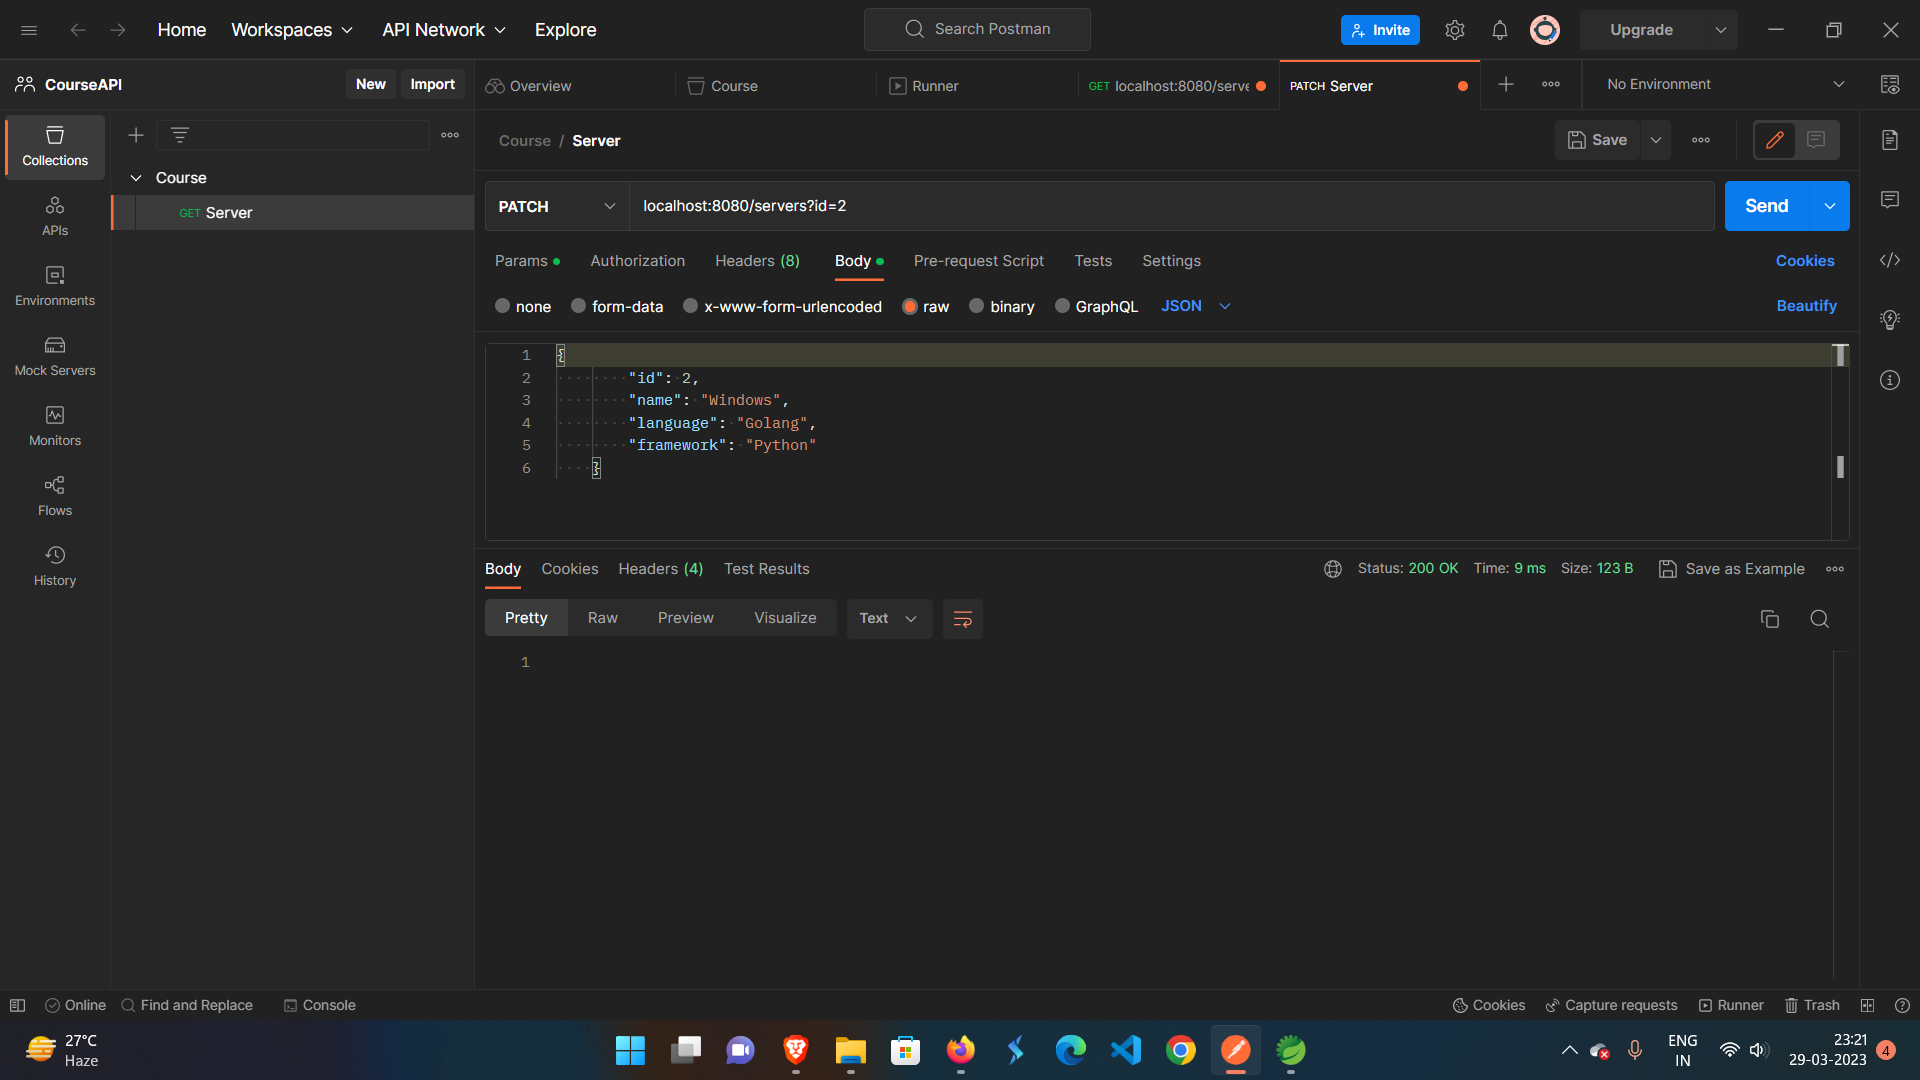 Home Workspaces API Network Explore Search Postman Invite Upgrade
CourseAPI New Import Overview Course Runner GET localhost:8080/serve PATCH Server No Environment
Collections
Course
GET Server
APIs
Environments
Mock Servers
Monitors
Flows
History
Course / Server Save
PATCH localhost:8080/servers?id=2 Send
Params Authorization Headers (8) Body Pre-request Script Tests Settings Cookies
none form-data x-www-form-urlencoded raw binary GraphQL JSON Beautify
1 {
2 "id": 2,
3 "name": "Windows",
4 "language": "Golang",
5 "framework": "Python"
6 }
Body Cookies Headers (4) Test Results Status: 200 OK Time: 9 ms Size: 123 B Save as Example
Pretty Raw Preview Visualize Text
1
Online Find and Replace Console Cookies Capture requests Runner Trash
27°C
Haze
ENG
IN
23:21
29-03-2023
4